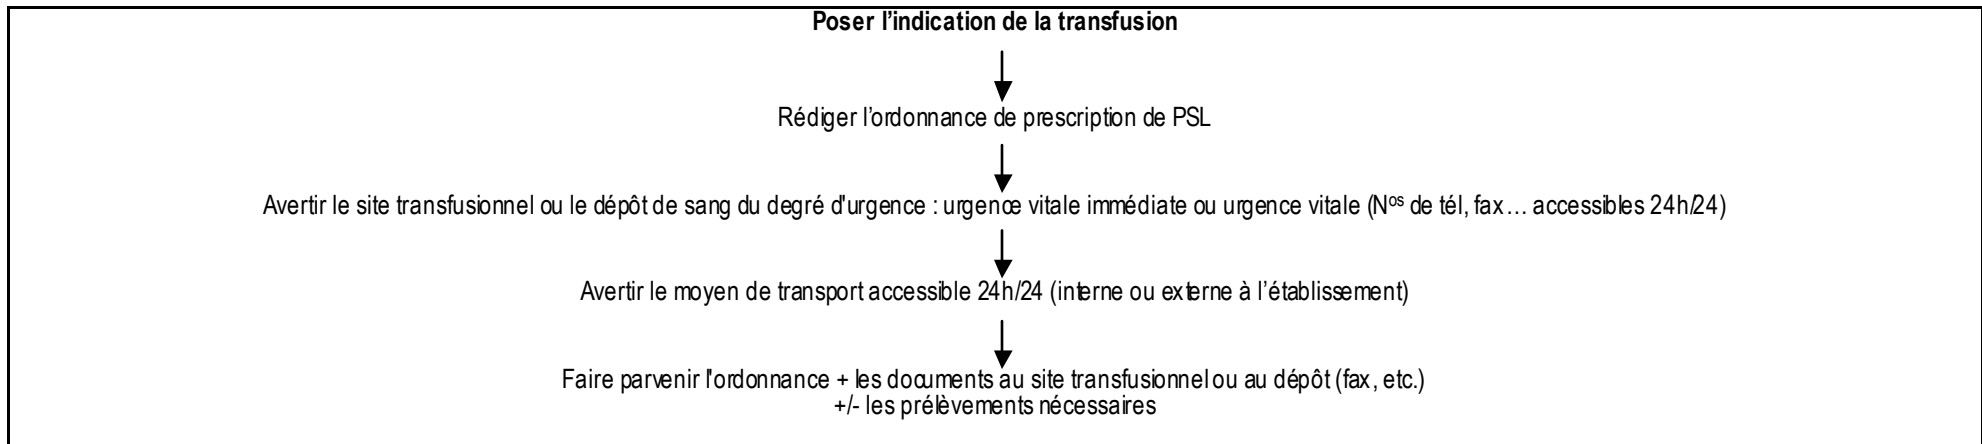 Poser l’indication de la transfusion
Rédiger l’ordonnance de prescription de PSL
Avertir le site transfusionnel ou le dépôt de sang du degré d'urgence : urgence vitale immédiate ou urgence vitale (Nos de tél, fax… accessibles 24h/24)
Avertir le moyen de transport accessible 24h/24 (interne ou externe à l’établissement)
Faire parvenir l'ordonnance + les documents au site transfusionnel ou au dépôt (fax, etc.)
+/- les prélèvements nécessaires